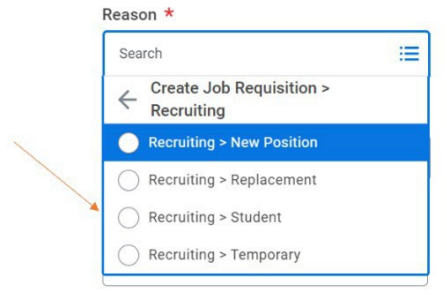 Reason *
Search
Create Job Requisition >
Recruiting
Recruiting > New Position
Recruiting > Replacement
Recruiting > Student
Recruiting > Temporary